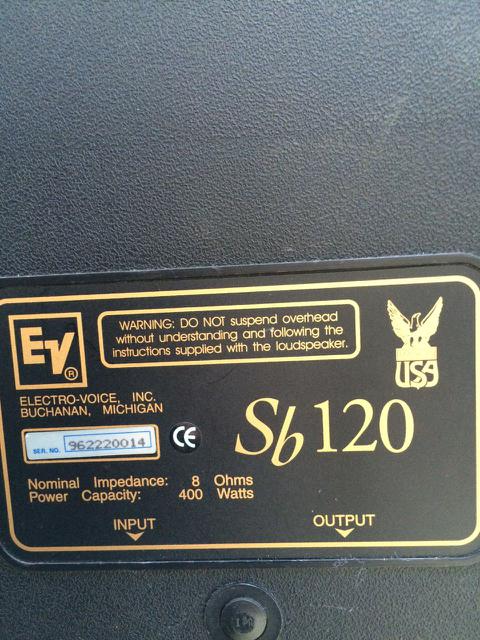 EV®
WARNING: DO NOT suspend overhead
without understanding and following the
instructions supplied with the loudspeaker.
USA
ELECTRO-VOICE, INC.
BUCHANAN, MICHIGAN
SER. NO. 962220014
CE
Sb120
Nominal Impedance: 8 Ohms
Power Capacity: 400 Watts
INPUT
OUTPUT